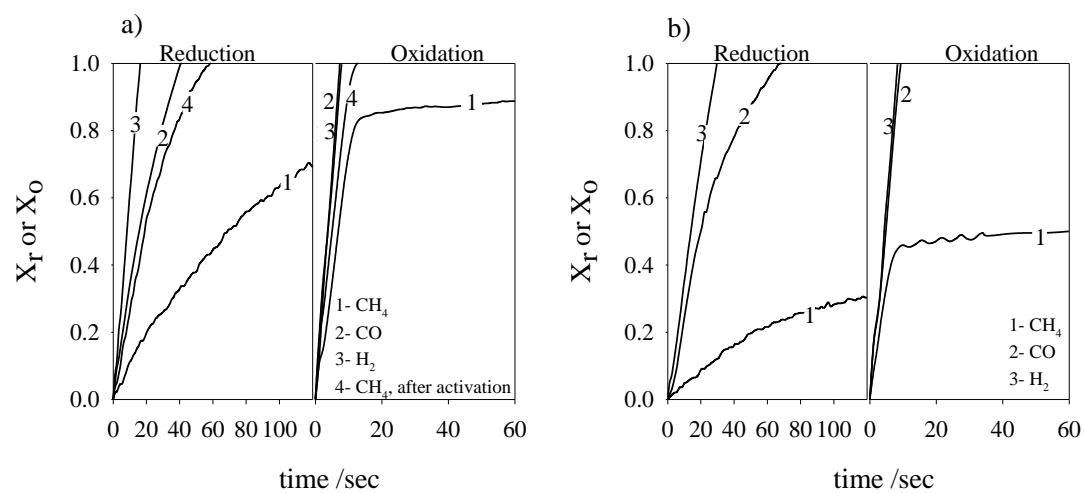 a)
Reduction
Oxidation
1.0
0.8
0.6
0.4
0.2
0.0
X_r or X_o
3
2
4
1
2
3
4
1
1- CH₄
2- CO
3- H₂
4- CH₄, after activation
0 20 40 60 80 100
0 20 40 60
time /sec
b)
Reduction
Oxidation
1.0
0.8
0.6
0.4
0.2
0.0
X_r or X_o
3
2
1
2
3
1
1- CH₄
2- CO
3- H₂
0 20 40 60 80 100
0 20 40 60
time /sec